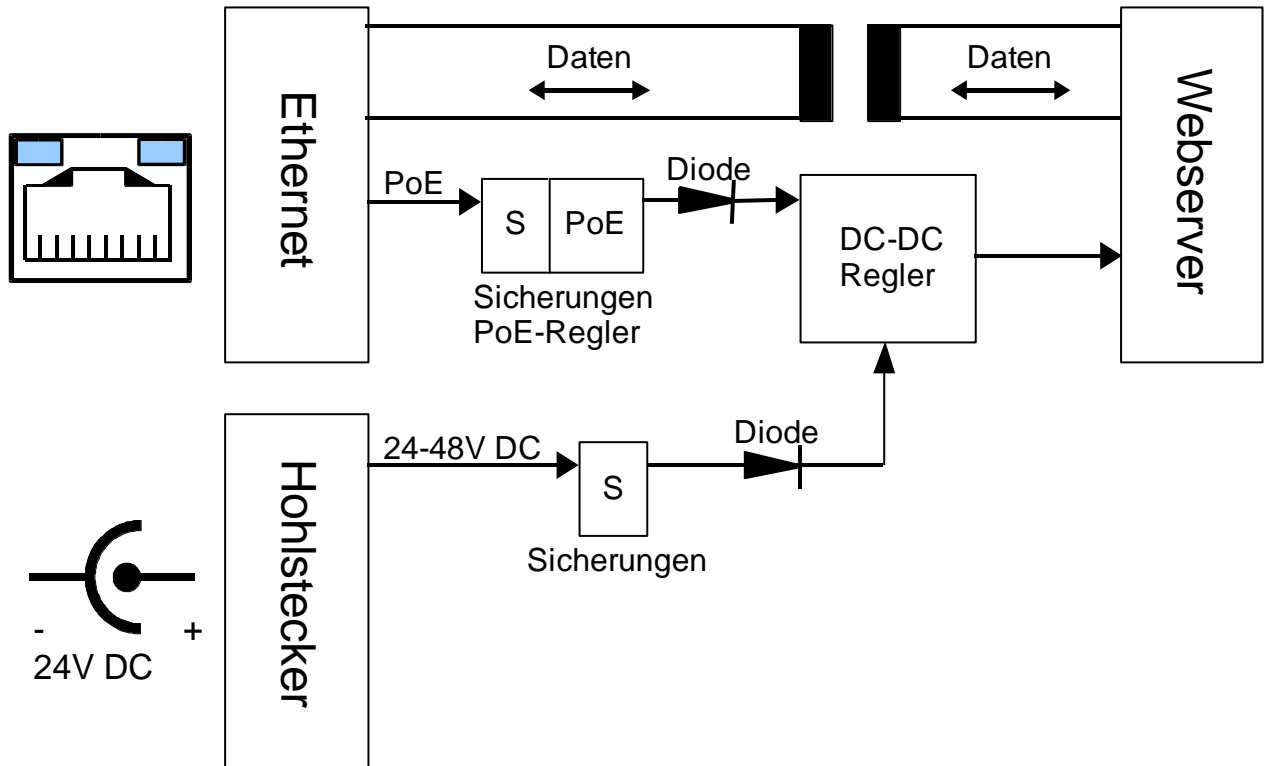 Ethernet
Daten
Daten
Webserver
PoE
S
PoE
Diode
Sicherungen
PoE-Regler
DC-DC
Regler
Hohlstecker
24-48V DC
S
Diode
Sicherungen
- +
24V DC